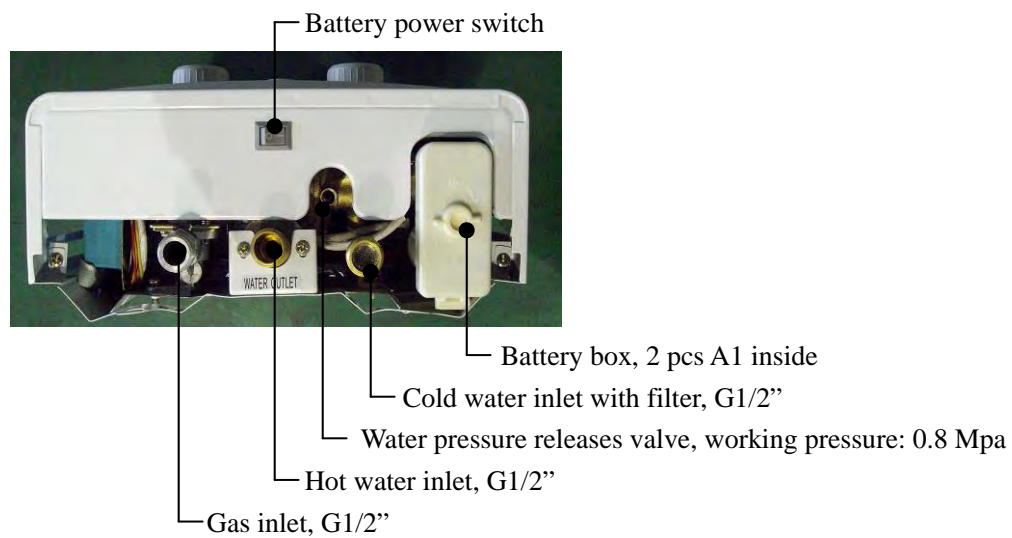 Battery power switch
WATER OUTLET
Battery box, 2 pcs A1 inside
Cold water inlet with filter, G1/2”
Water pressure releases valve, working pressure: 0.8 Mpa
Hot water inlet, G1/2”
Gas inlet, G1/2”